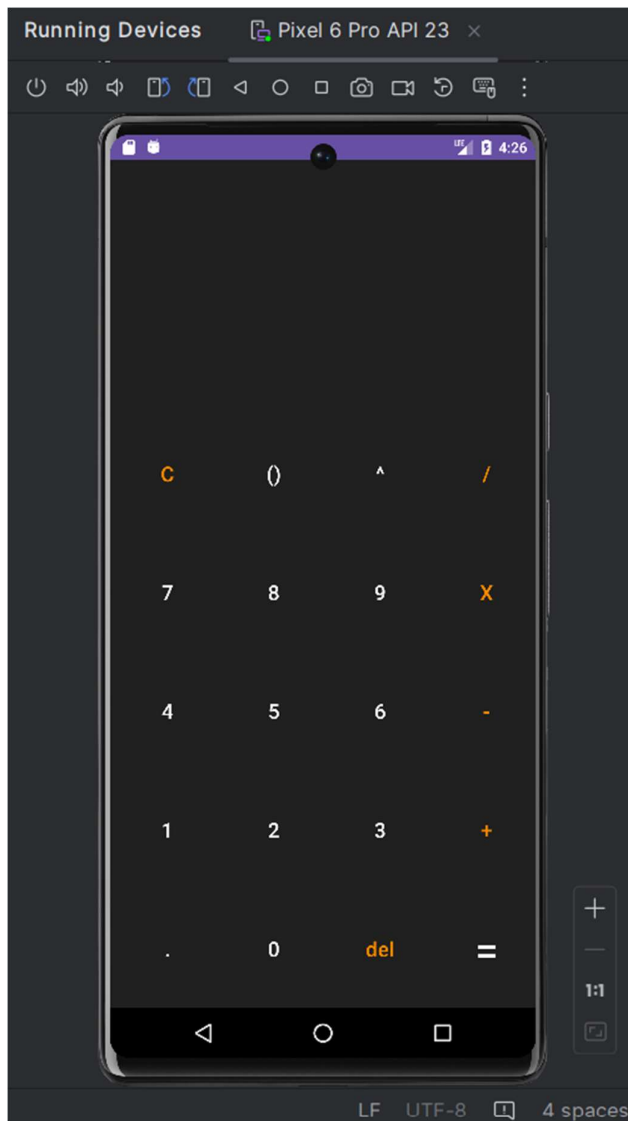 Running Devices Pixel 6 Pro API 23
LTE 4:26
C () ^ /
7 8 9 X
4 5 6 -
1 2 3 +
. 0 del =
1:1
LF UTF-8 4 spaces